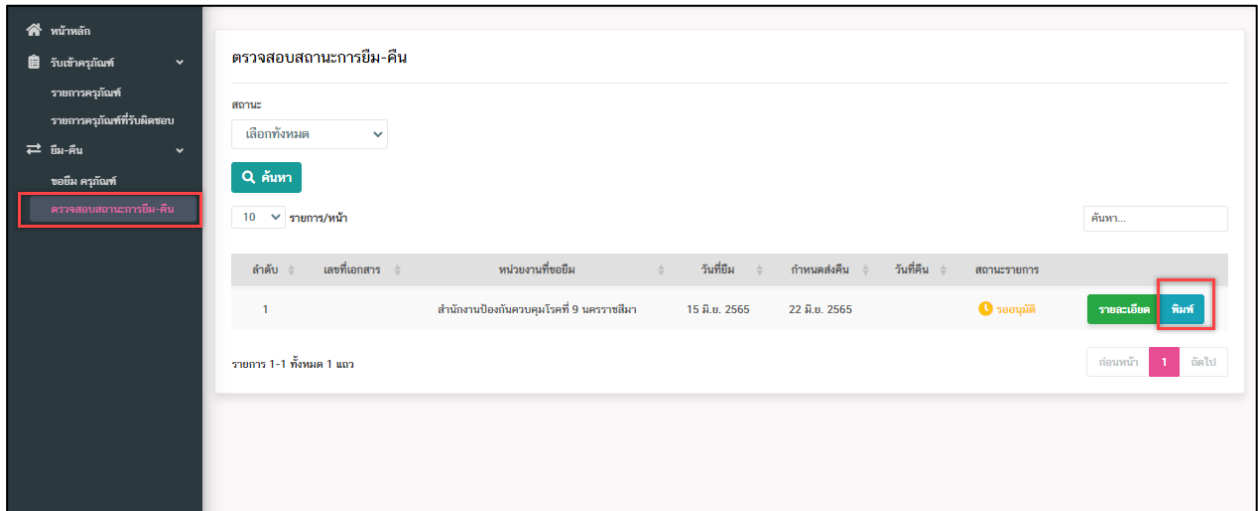 หน้าหลัก
รับเข้าครุภัณฑ์
รายการครุภัณฑ์
รายการครุภัณฑ์ที่รับผิดชอบ
ยืม-คืน
ขอยืม ครุภัณฑ์
ตรวจสอบสถานะการยืม-คืน
ตรวจสอบสถานะการยืม-คืน
สถานะ
เลือกทั้งหมด
ค้นหา
10 รายการ/หน้า
ค้นหา...
ลำดับ เลขที่เอกสาร หน่วยงานที่ขอยืม วันที่ยืม กำหนดส่งคืน วันที่คืน สถานะรายการ
1 สำนักงานป้องกันควบคุมโรคที่ 9 นครราชสีมา 15 มิ.ย. 2565 22 มิ.ย. 2565 รออนุมัติ รายละเอียด พิมพ์
รายการ 1-1 ทั้งหมด 1 แถว
ก่อนหน้า 1 ถัดไป